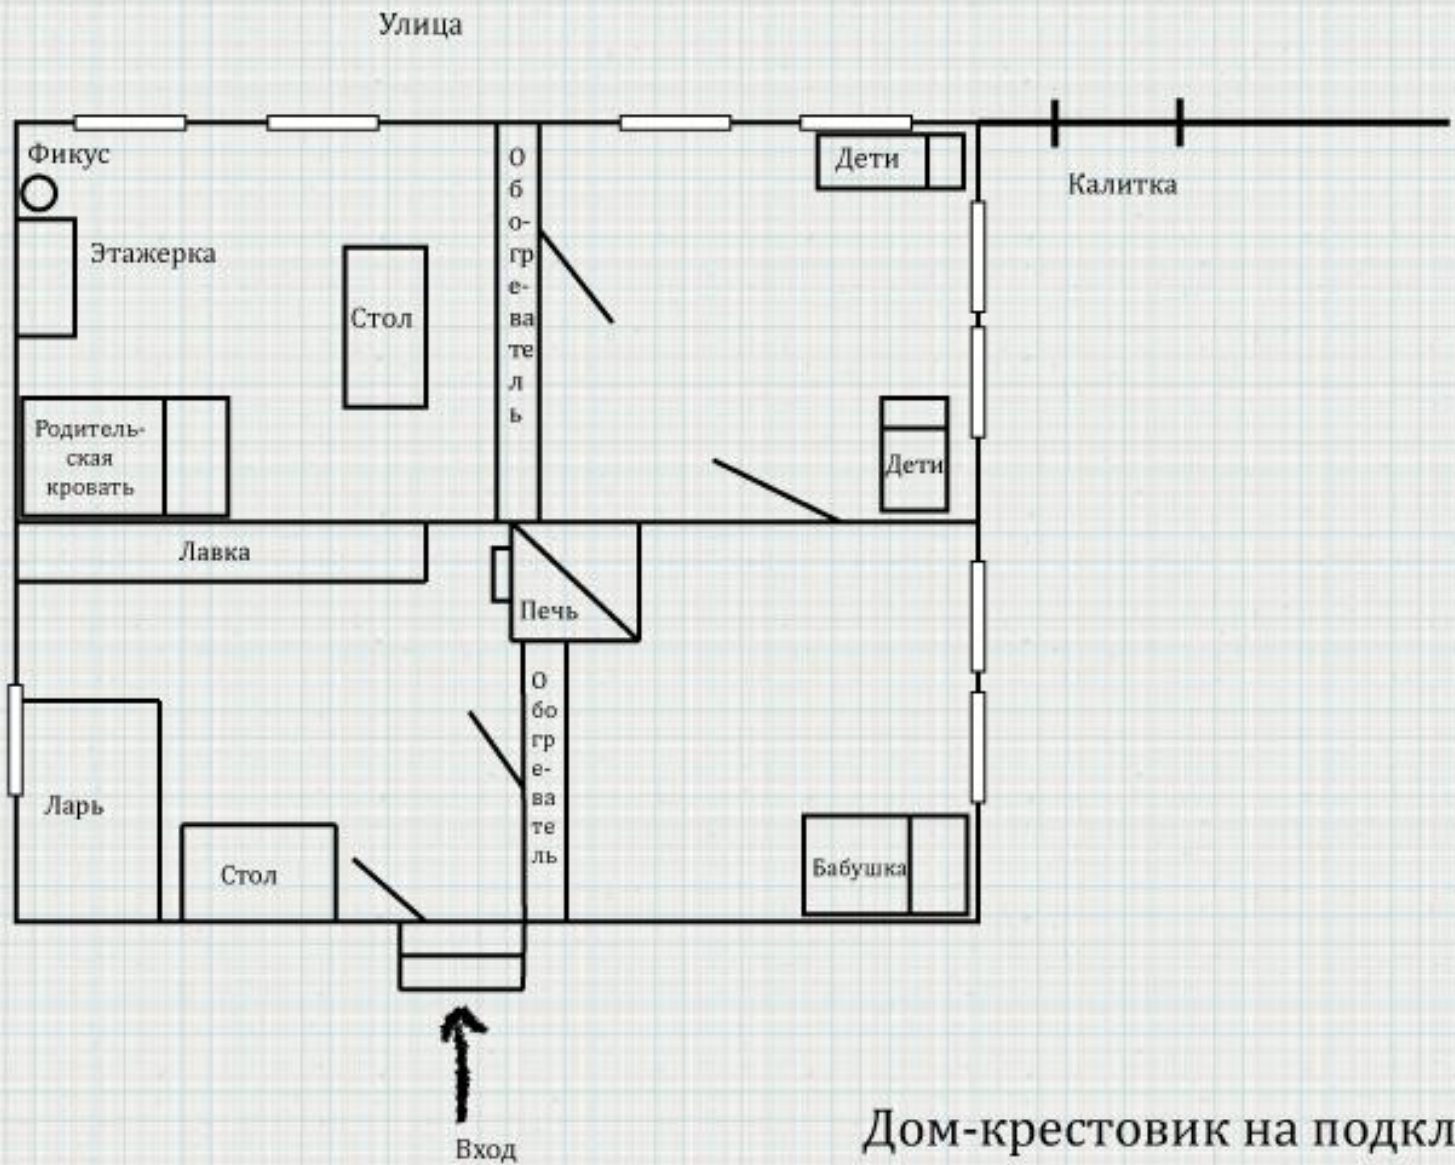 Улица
Фикус
Этажерка
Стол
Родитель-
ская
кровать
О
б
о-
гр
е-
ва
те
л
ь
Дети
Дети
Калитка
Лавка
Печь
О
бо
гр
е-
ва
те
ль
Ларь
Стол
Бабушка
Вход
Дом-крестовик на подкл